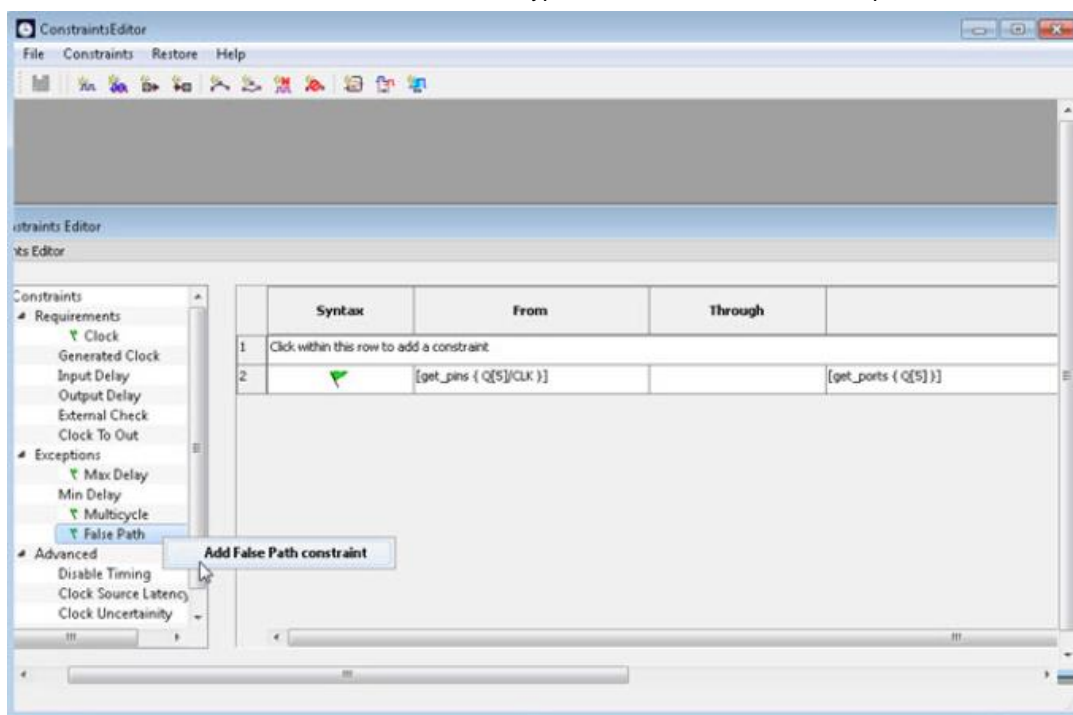 ConstraintsEditor
File Constraints Restore Help
straints Editor
ts Editor
Constraints
Requirements
Clock
Generated Clock
Input Delay
Output Delay
External Check
Clock To Out
Exceptions
Max Delay
Min Delay
Multicycle
False Path
Advanced
Disable Timing
Clock Source Latency
Clock Uncertainity
Add False Path constraint
Syntax From Through
1 Click within this row to add a constraint
2 [get_pins { Q[5]/CLK }] [get_ports { Q[5] }]